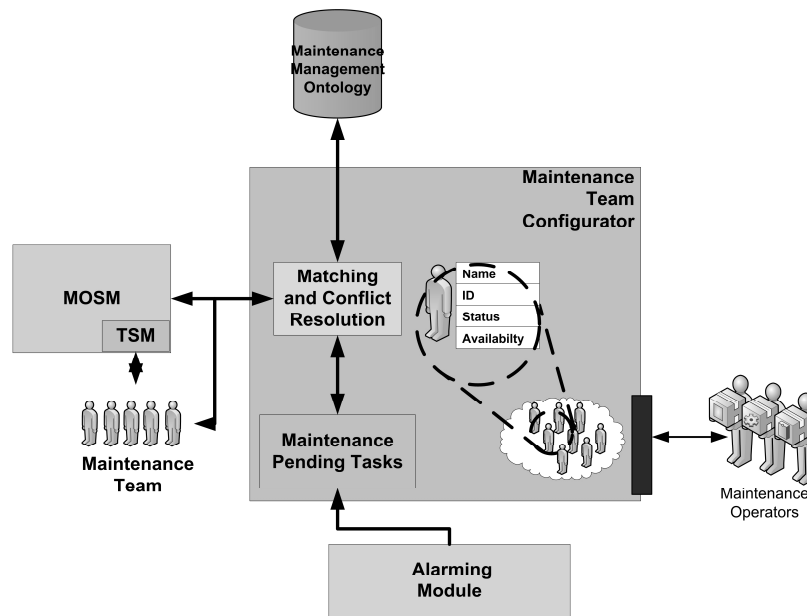 Maintenance
Management
Ontology
Maintenance
Team
Configurator
MOSM
TSM
Matching
and Conflict
Resolution
Name
ID
Status
Availabilty
Maintenance
Team
Maintenance
Pending Tasks
Maintenance
Operators
Alarming
Module